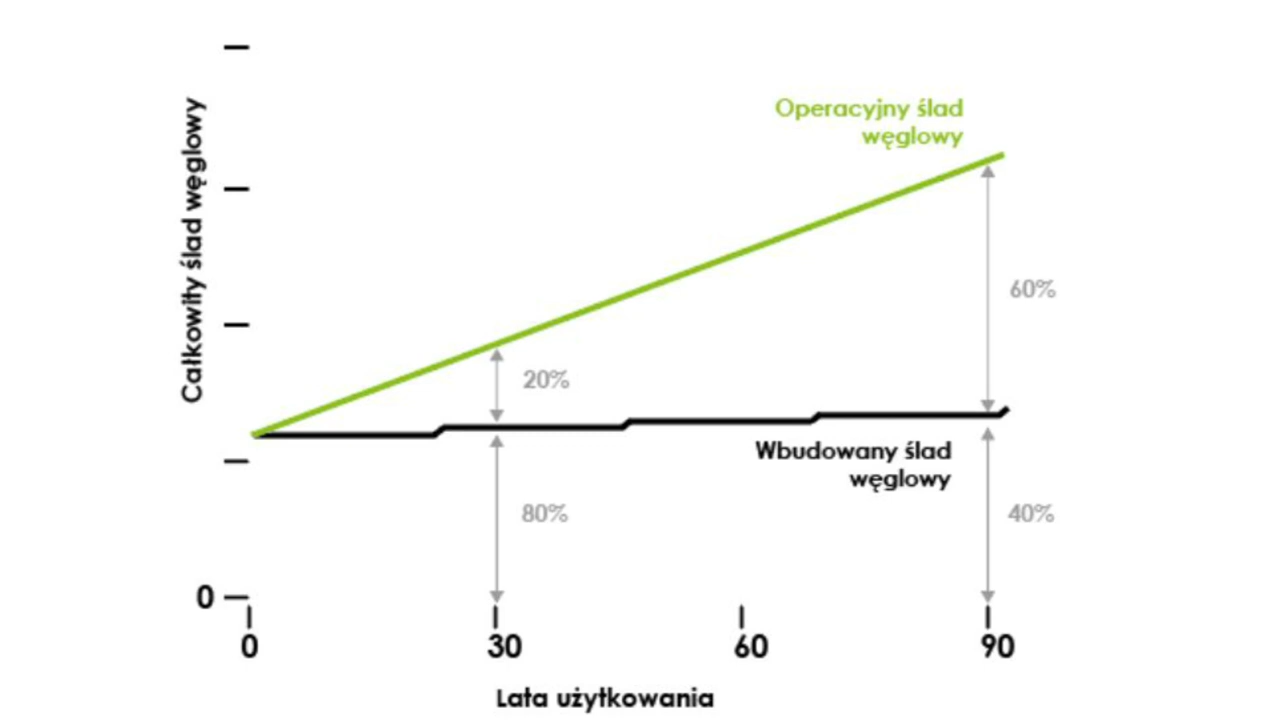 Operacyjny ślad
węglowy
Całkowity ślad węglowy
60%
20%
Wbudowany ślad
węglowy
80%
40%
0
0 30 60 90
Lata użytkowania